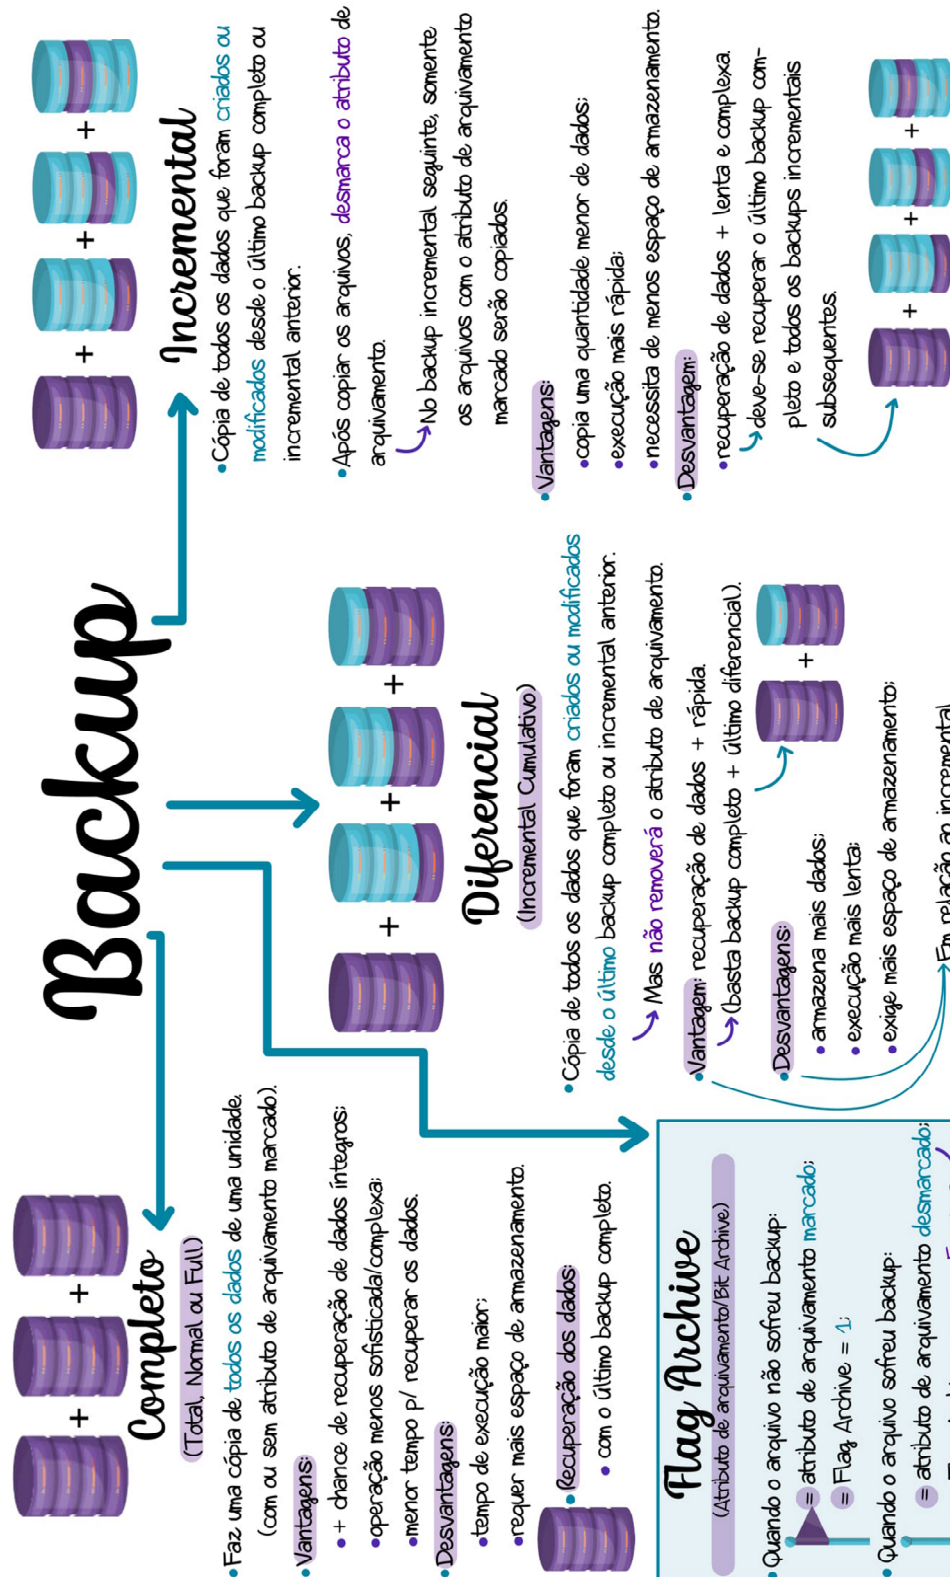 Backup
Completo
(Total, Normal ou Full)
• Faz uma cópia de todos os dados de uma unidade.
(com ou sem atributo de arquivamento marcado).
• Vantagens:
• + chance de recuperação de dados íntegros;
• operação menos sofisticada/complexa;
• menor tempo p/ recuperar os dados.
• Desvantagens:
• tempo de execução maior;
• requer mais espaço de armazenamento.
• Recuperação dos dados:
• com o último backup completo.
Flag Archive
(Atributo de arquivamento/Bit Archive)
• Quando o arquivo não sofreu backup:
= atributo de arquivamento marcado;
= Flag Archive = 1;
• Quando o arquivo sofreu backup:
= atributo de arquivamento desmarcado;
Diferencial
(Incremental Cumulativo)
• Cópia de todos os dados que foram criados ou modificados
desde o último backup completo ou incremental anterior.
Mas não removerá o atributo de arquivamento.
• Vantagem: recuperação de dados + rápida.
(basta backup completo + último diferencial).
• Desvantagens:
• armazena mais dados;
• execução mais lenta;
• exige mais espaço de armazenamento;
Em relação ao incremental
Incremental
• Cópia de todos os dados que foram criados ou
modificados desde o último backup completo ou
incremental anterior.
• Após copiar os arquivos, desmarca o atributo de
arquivamento.
No backup incremental seguinte, somente
os arquivos com o atributo de arquivamento
marcado serão copiados.
• Vantagens:
• copia uma quantidade menor de dados;
• execução mais rápida;
• necessita de menos espaço de armazenamento.
• Desvantagem:
• recuperação de dados + lenta e complexa.
deve-se recuperar o último backup com-
pleto e todos os backups incrementais
subsequentes.